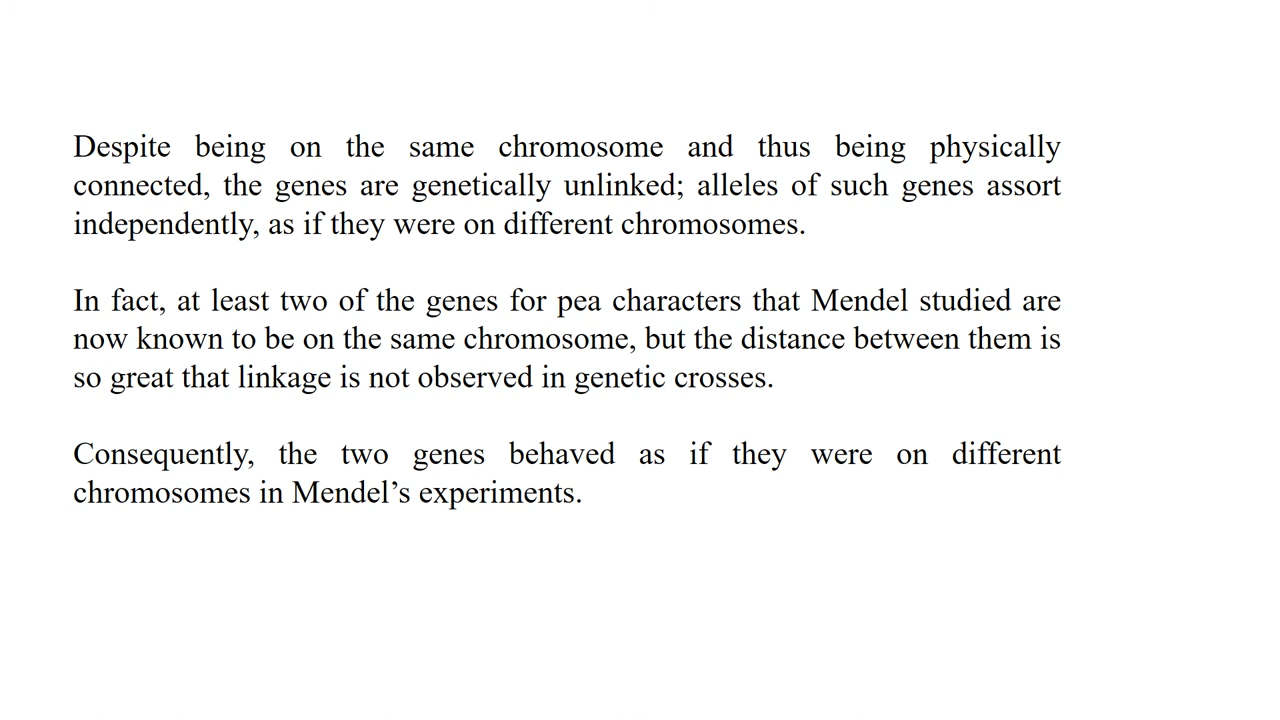 Despite being on the same chromosome and thus being physically
connected, the genes are genetically unlinked; alleles of such genes assort
independently, as if they were on different chromosomes.
In fact, at least two of the genes for pea characters that Mendel studied are
now known to be on the same chromosome, but the distance between them is
so great that linkage is not observed in genetic crosses.
Consequently, the two genes behaved as if they were on different
chromosomes in Mendel’s experiments.